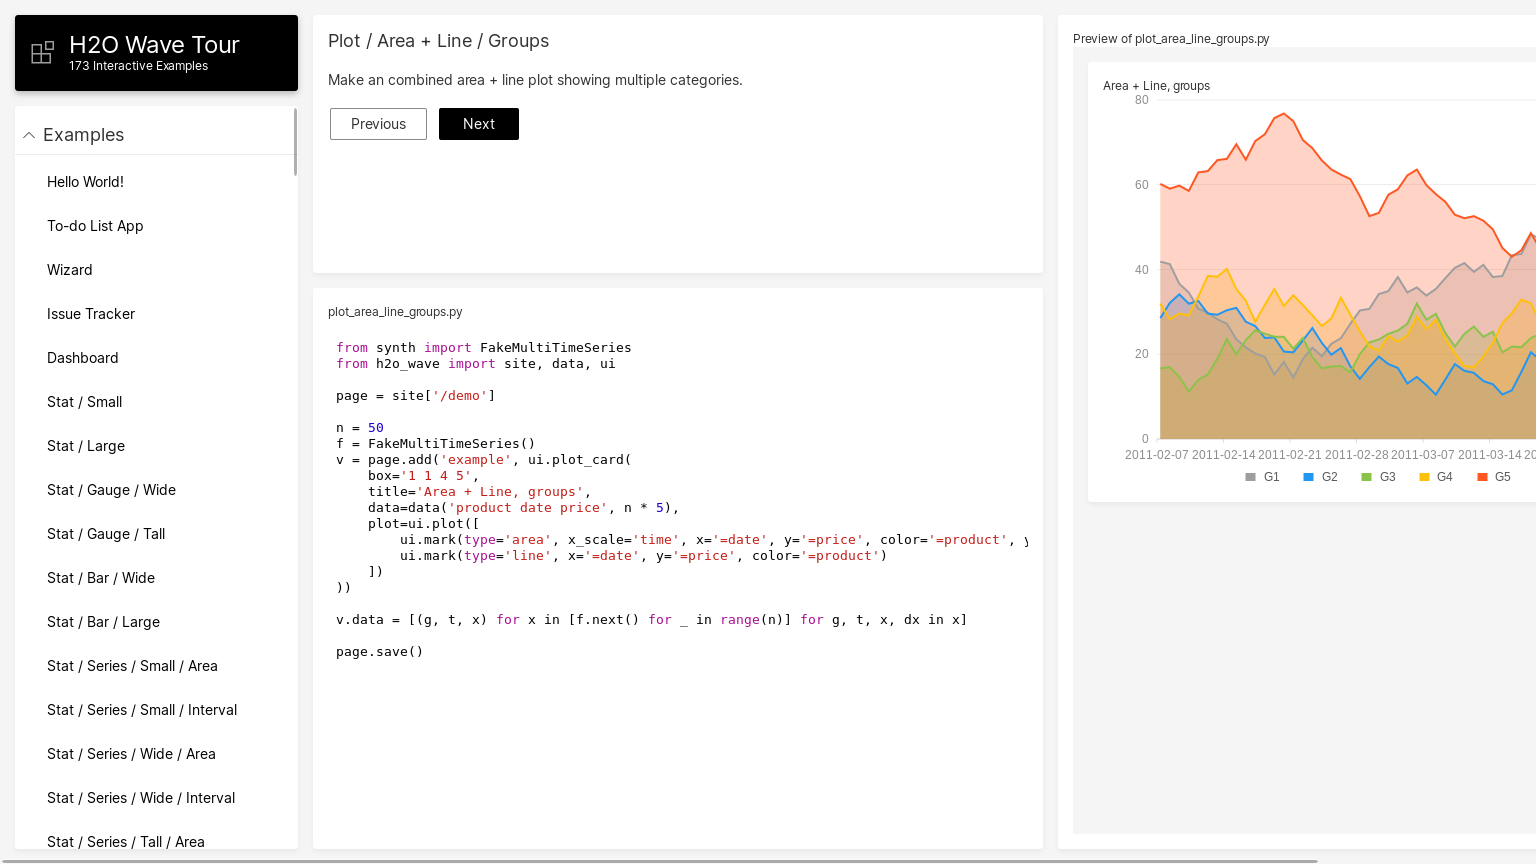 H2O Wave Tour
173 Interactive Examples
Examples
Hello World!
To-do List App
Wizard
Issue Tracker
Dashboard
Stat / Small
Stat / Large
Stat / Gauge / Wide
Stat / Gauge / Tall
Stat / Bar / Wide
Stat / Bar / Large
Stat / Series / Small / Area
Stat / Series / Small / Interval
Stat / Series / Wide / Area
Stat / Series / Wide / Interval
Stat / Series / Tall / Area
Plot / Area + Line / Groups
Make an combined area + line plot showing multiple categories.
Previous Next
plot_area_line_groups.py
from synth import FakeMultiTimeSeries
from h2o_wave import site, data, ui
page = site['/demo']
n = 50
f = FakeMultiTimeSeries()
v = page.add('example', ui.plot_card(
    box='1 1 4 5',
    title='Area + Line, groups',
    data=data('product date price', n * 5),
    plot=ui.plot([
        ui.mark(type='area', x_scale='time', x='=date', y='=price', color='=product', y
        ui.mark(type='line', x='=date', y='=price', color='=product')
    ])
))
v.data = [(g, t, x) for x in [f.next() for _ in range(n)] for g, t, x, dx in x]
page.save()
Preview of plot_area_line_groups.py
Area + Line, groups
80
60
40
20
0
2011-02-07 2011-02-14 2011-02-21 2011-02-28 2011-03-07 2011-03-14 20
G1 G2 G3 G4 G5